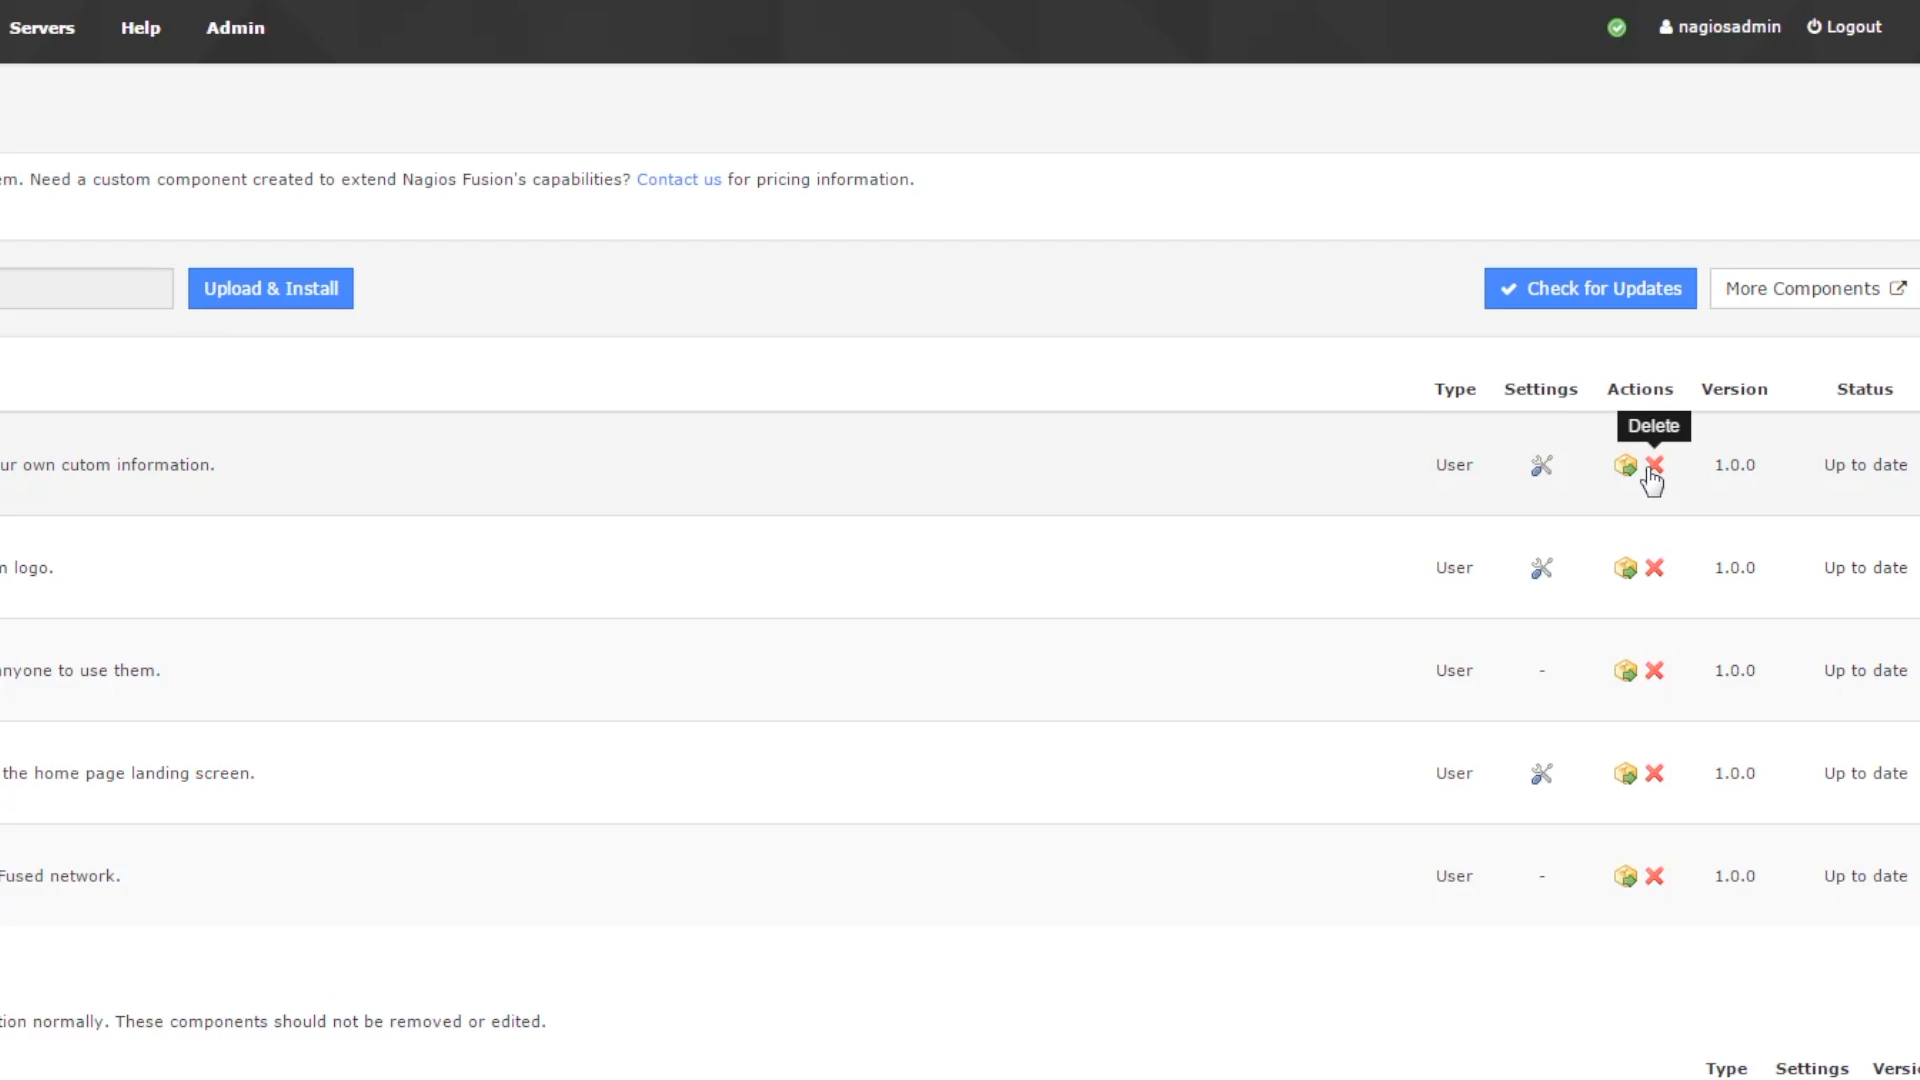 Servers Help Admin nagiosadmin Logout
em. Need a custom component created to extend Nagios Fusion's capabilities? Contact us for pricing information.
Upload & Install Check for Updates More Components
Type Settings Actions Version Status
Delete
ur own cutom information. User 1.0.0 Up to date
m logo. User 1.0.0 Up to date
anyone to use them. User - 1.0.0 Up to date
the home page landing screen. User 1.0.0 Up to date
Fused network. User - 1.0.0 Up to date
tion normally. These components should not be removed or edited.
Type Settings Versi